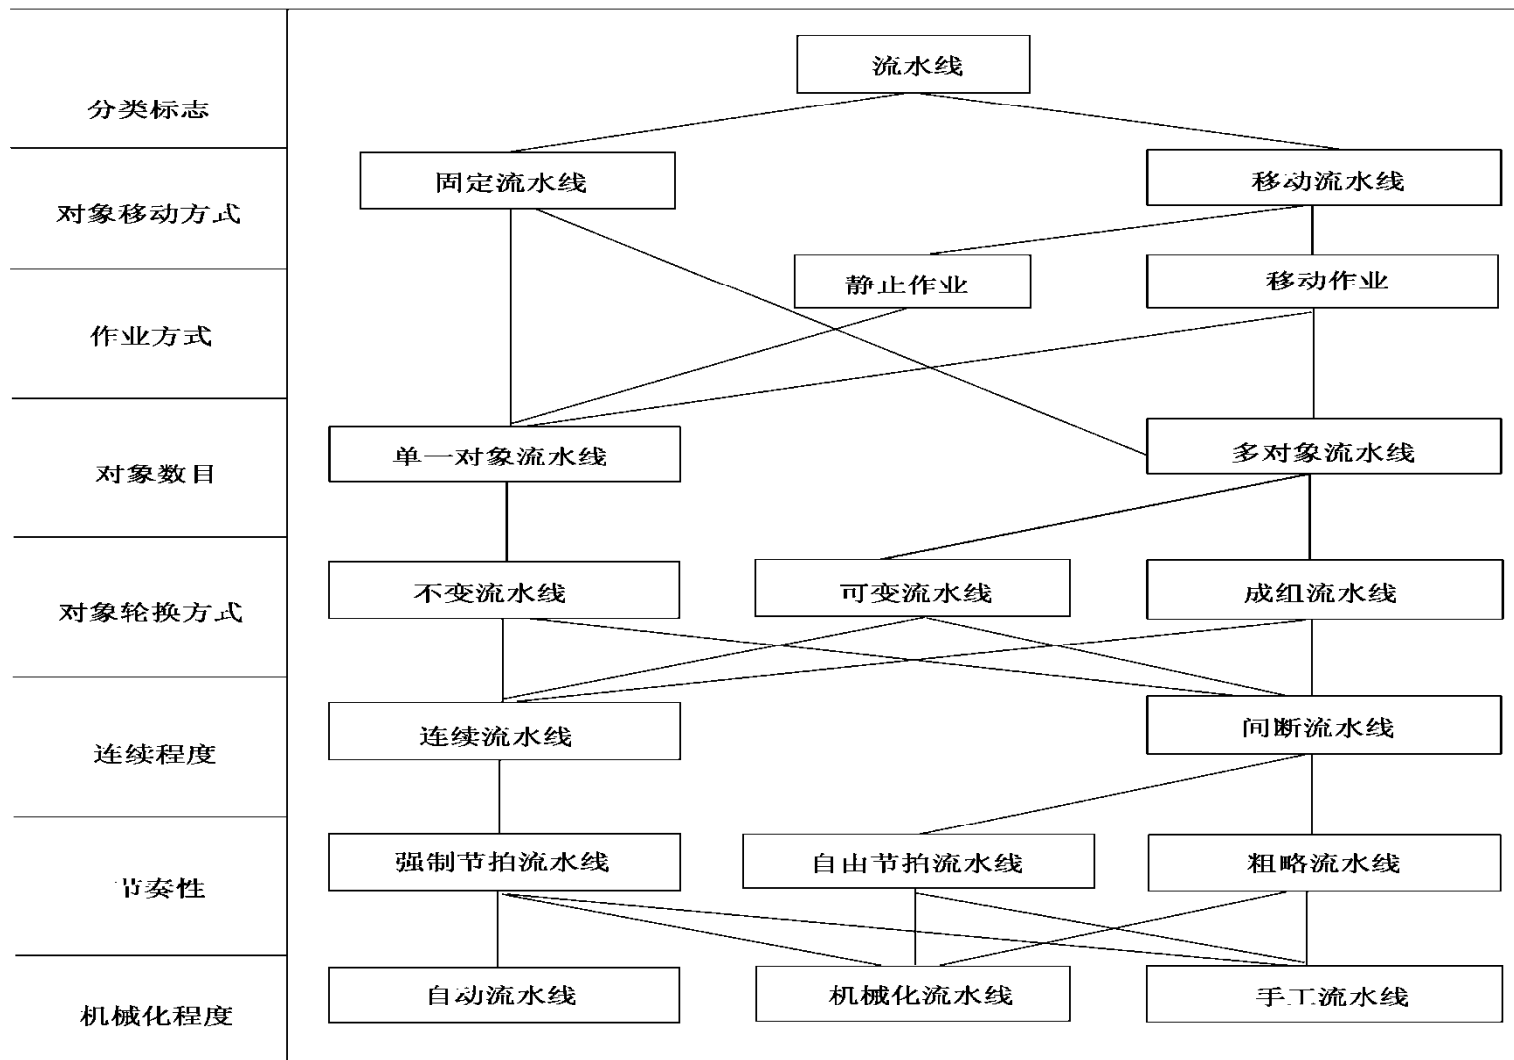 流水线
分类标志
固定流水线
移动流水线
对象移动方式
静止作业
移动作业
作业方式
单一对象流水线
多对象流水线
对象数目
不变流水线
可变流水线
成组流水线
对象轮换方式
连续流水线
间断流水线
连续程度
强制节拍流水线
自由节拍流水线
粗略流水线
节奏性
自动流水线
机械化流水线
手工流水线
机械化程度